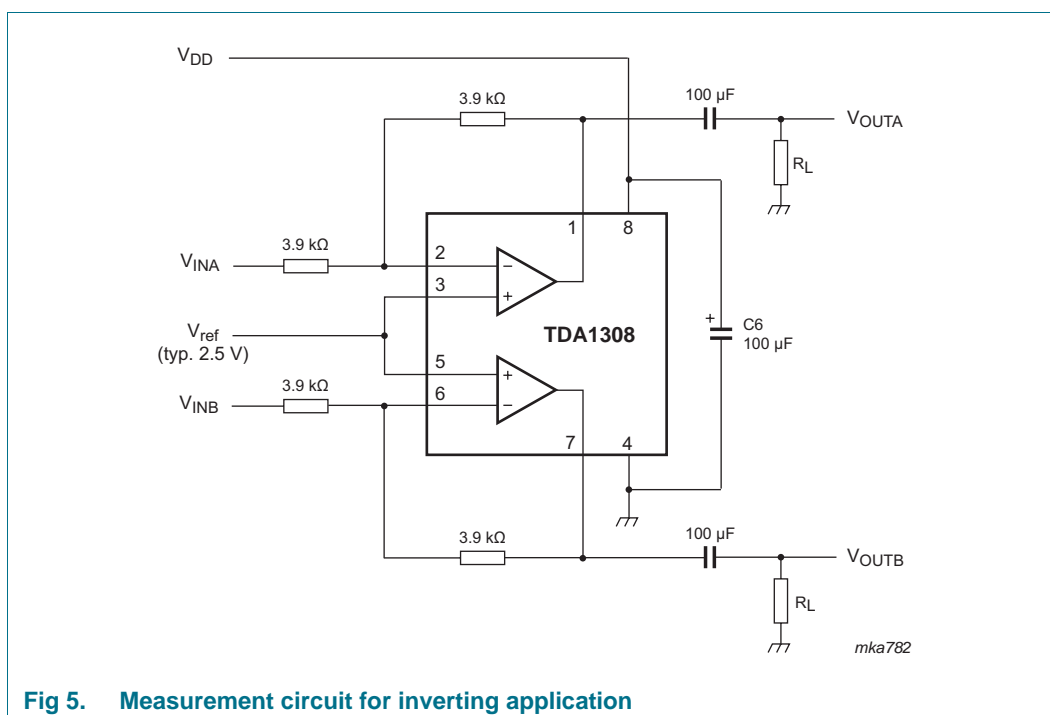 VDD
3.9 kΩ
100 μF
VOUTA
RL
1
8
3.9 kΩ
VINA
2
−
3
+
Vref
(typ. 2.5 V)
TDA1308
+
C6
100 μF
3.9 kΩ
VINB
5
+
6
−
7
4
3.9 kΩ
100 μF
VOUTB
RL
mka782
Fig 5. Measurement circuit for inverting application